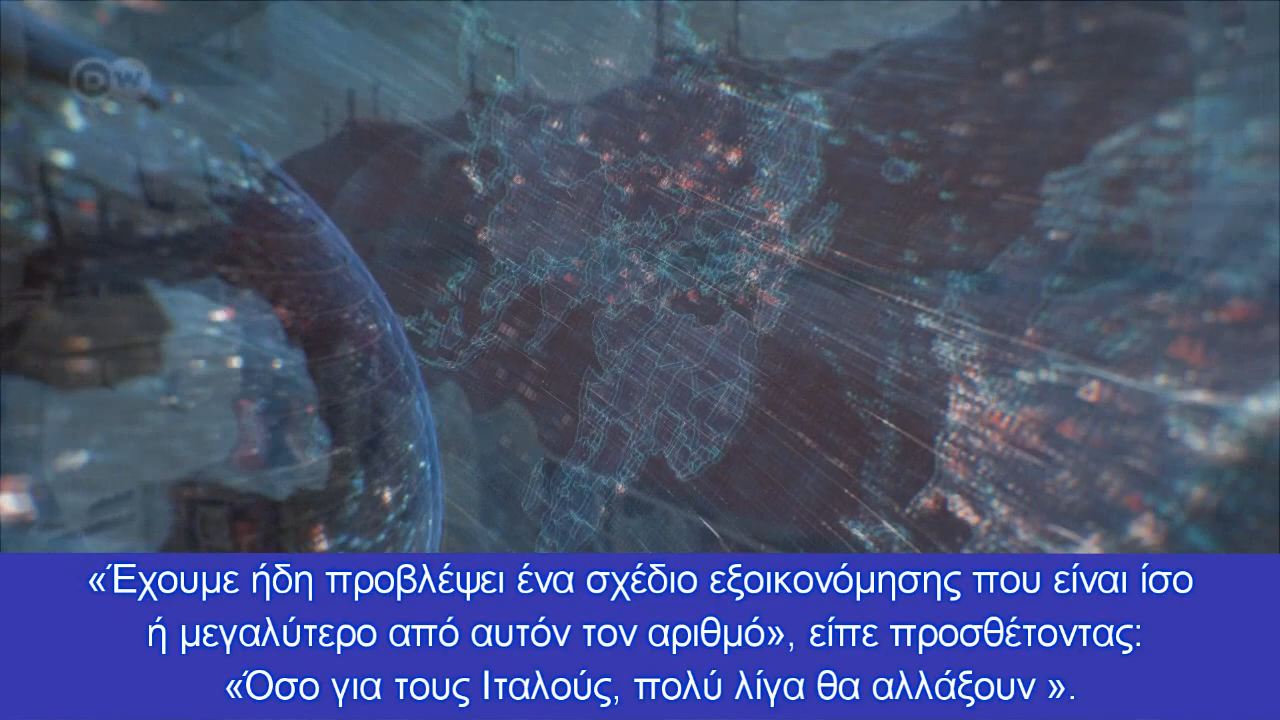 DW
«Έχουμε ήδη προβλέψει ένα σχέδιο εξοικονόμησης που είναι ίσο
ή μεγαλύτερο από αυτόν τον αριθμό», είπε προσθέτοντας:
«Όσο για τους Ιταλούς, πολύ λίγα θα αλλάξουν ».